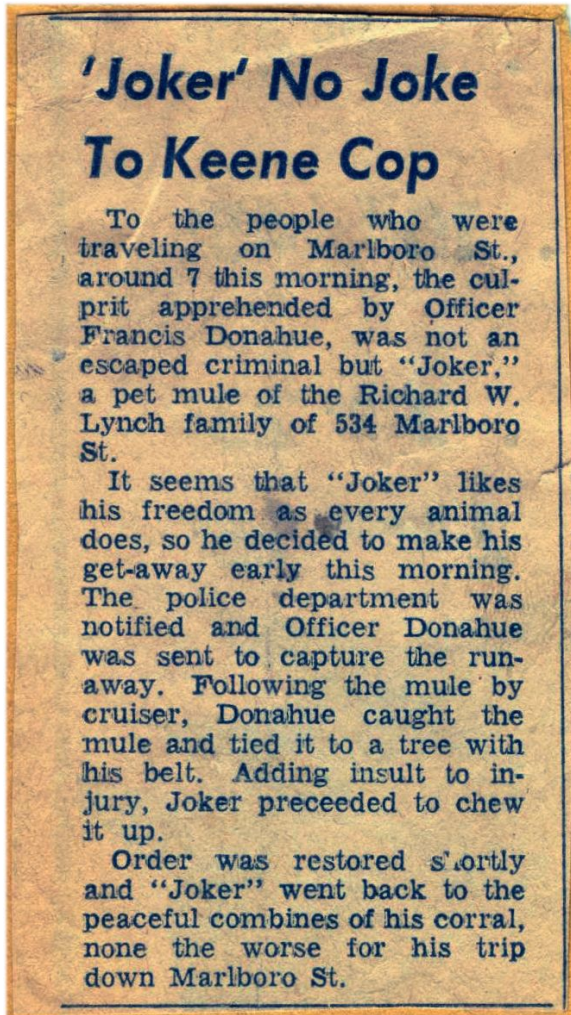 'Joker' No Joke
To Keene Cop
To the people who were
traveling on Marlboro St.,
around 7 this morning, the cul-
prit apprehended by Officer
Francis Donahue, was not an
escaped criminal but "Joker,"
a pet mule of the Richard W.
Lynch family of 534 Marlboro
St.
It seems that "Joker" likes
his freedom as every animal
does, so he decided to make his
get-away early this morning.
The police department was
notified and Officer Donahue
was sent to capture the run-
away. Following the mule by
cruiser, Donahue caught the
mule and tied it to a tree with
his belt. Adding insult to in-
jury, Joker preceeded to chew
it up.
Order was restored shortly
and "Joker" went back to the
peaceful combines of his corral,
none the worse for his trip
down Marlboro St.